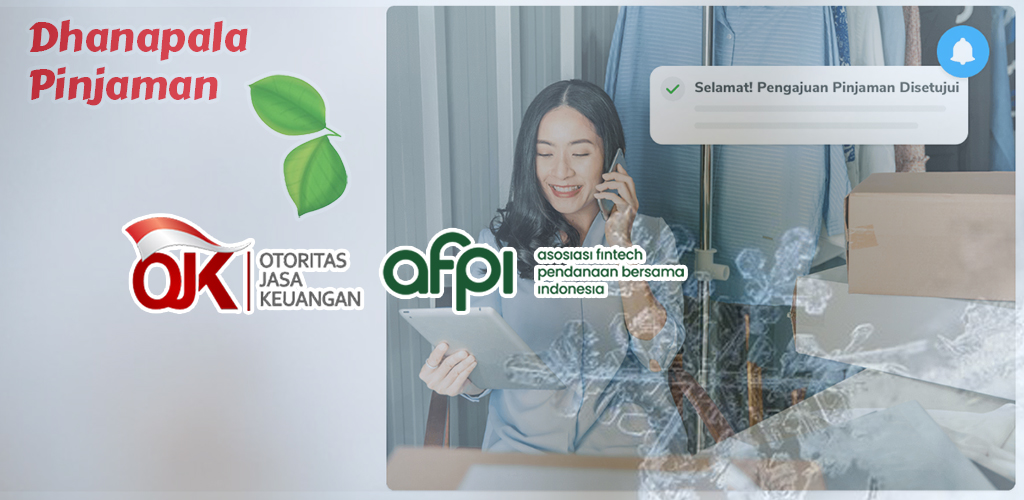 Dhanapala
Pinjaman
Selamat! Pengajuan Pinjaman Disetujui
OJK
OTORITAS
JASA
KEUANGAN
afpi
asosiasi fintech
pendanaan bersama
indonesia